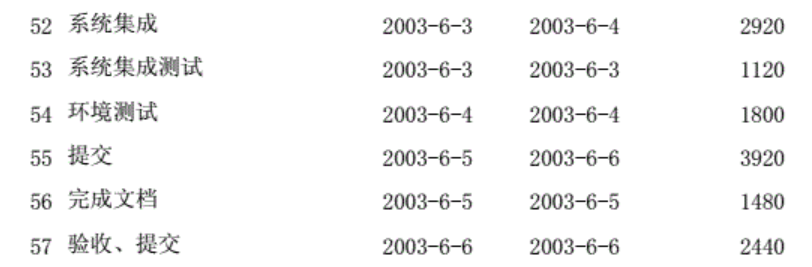 52 系统集成 2003-6-3 2003-6-4 2920
53 系统集成测试 2003-6-3 2003-6-3 1120
54 环境测试 2003-6-4 2003-6-4 1800
55 提交 2003-6-5 2003-6-6 3920
56 完成文档 2003-6-5 2003-6-5 1480
57 验收、提交 2003-6-6 2003-6-6 2440